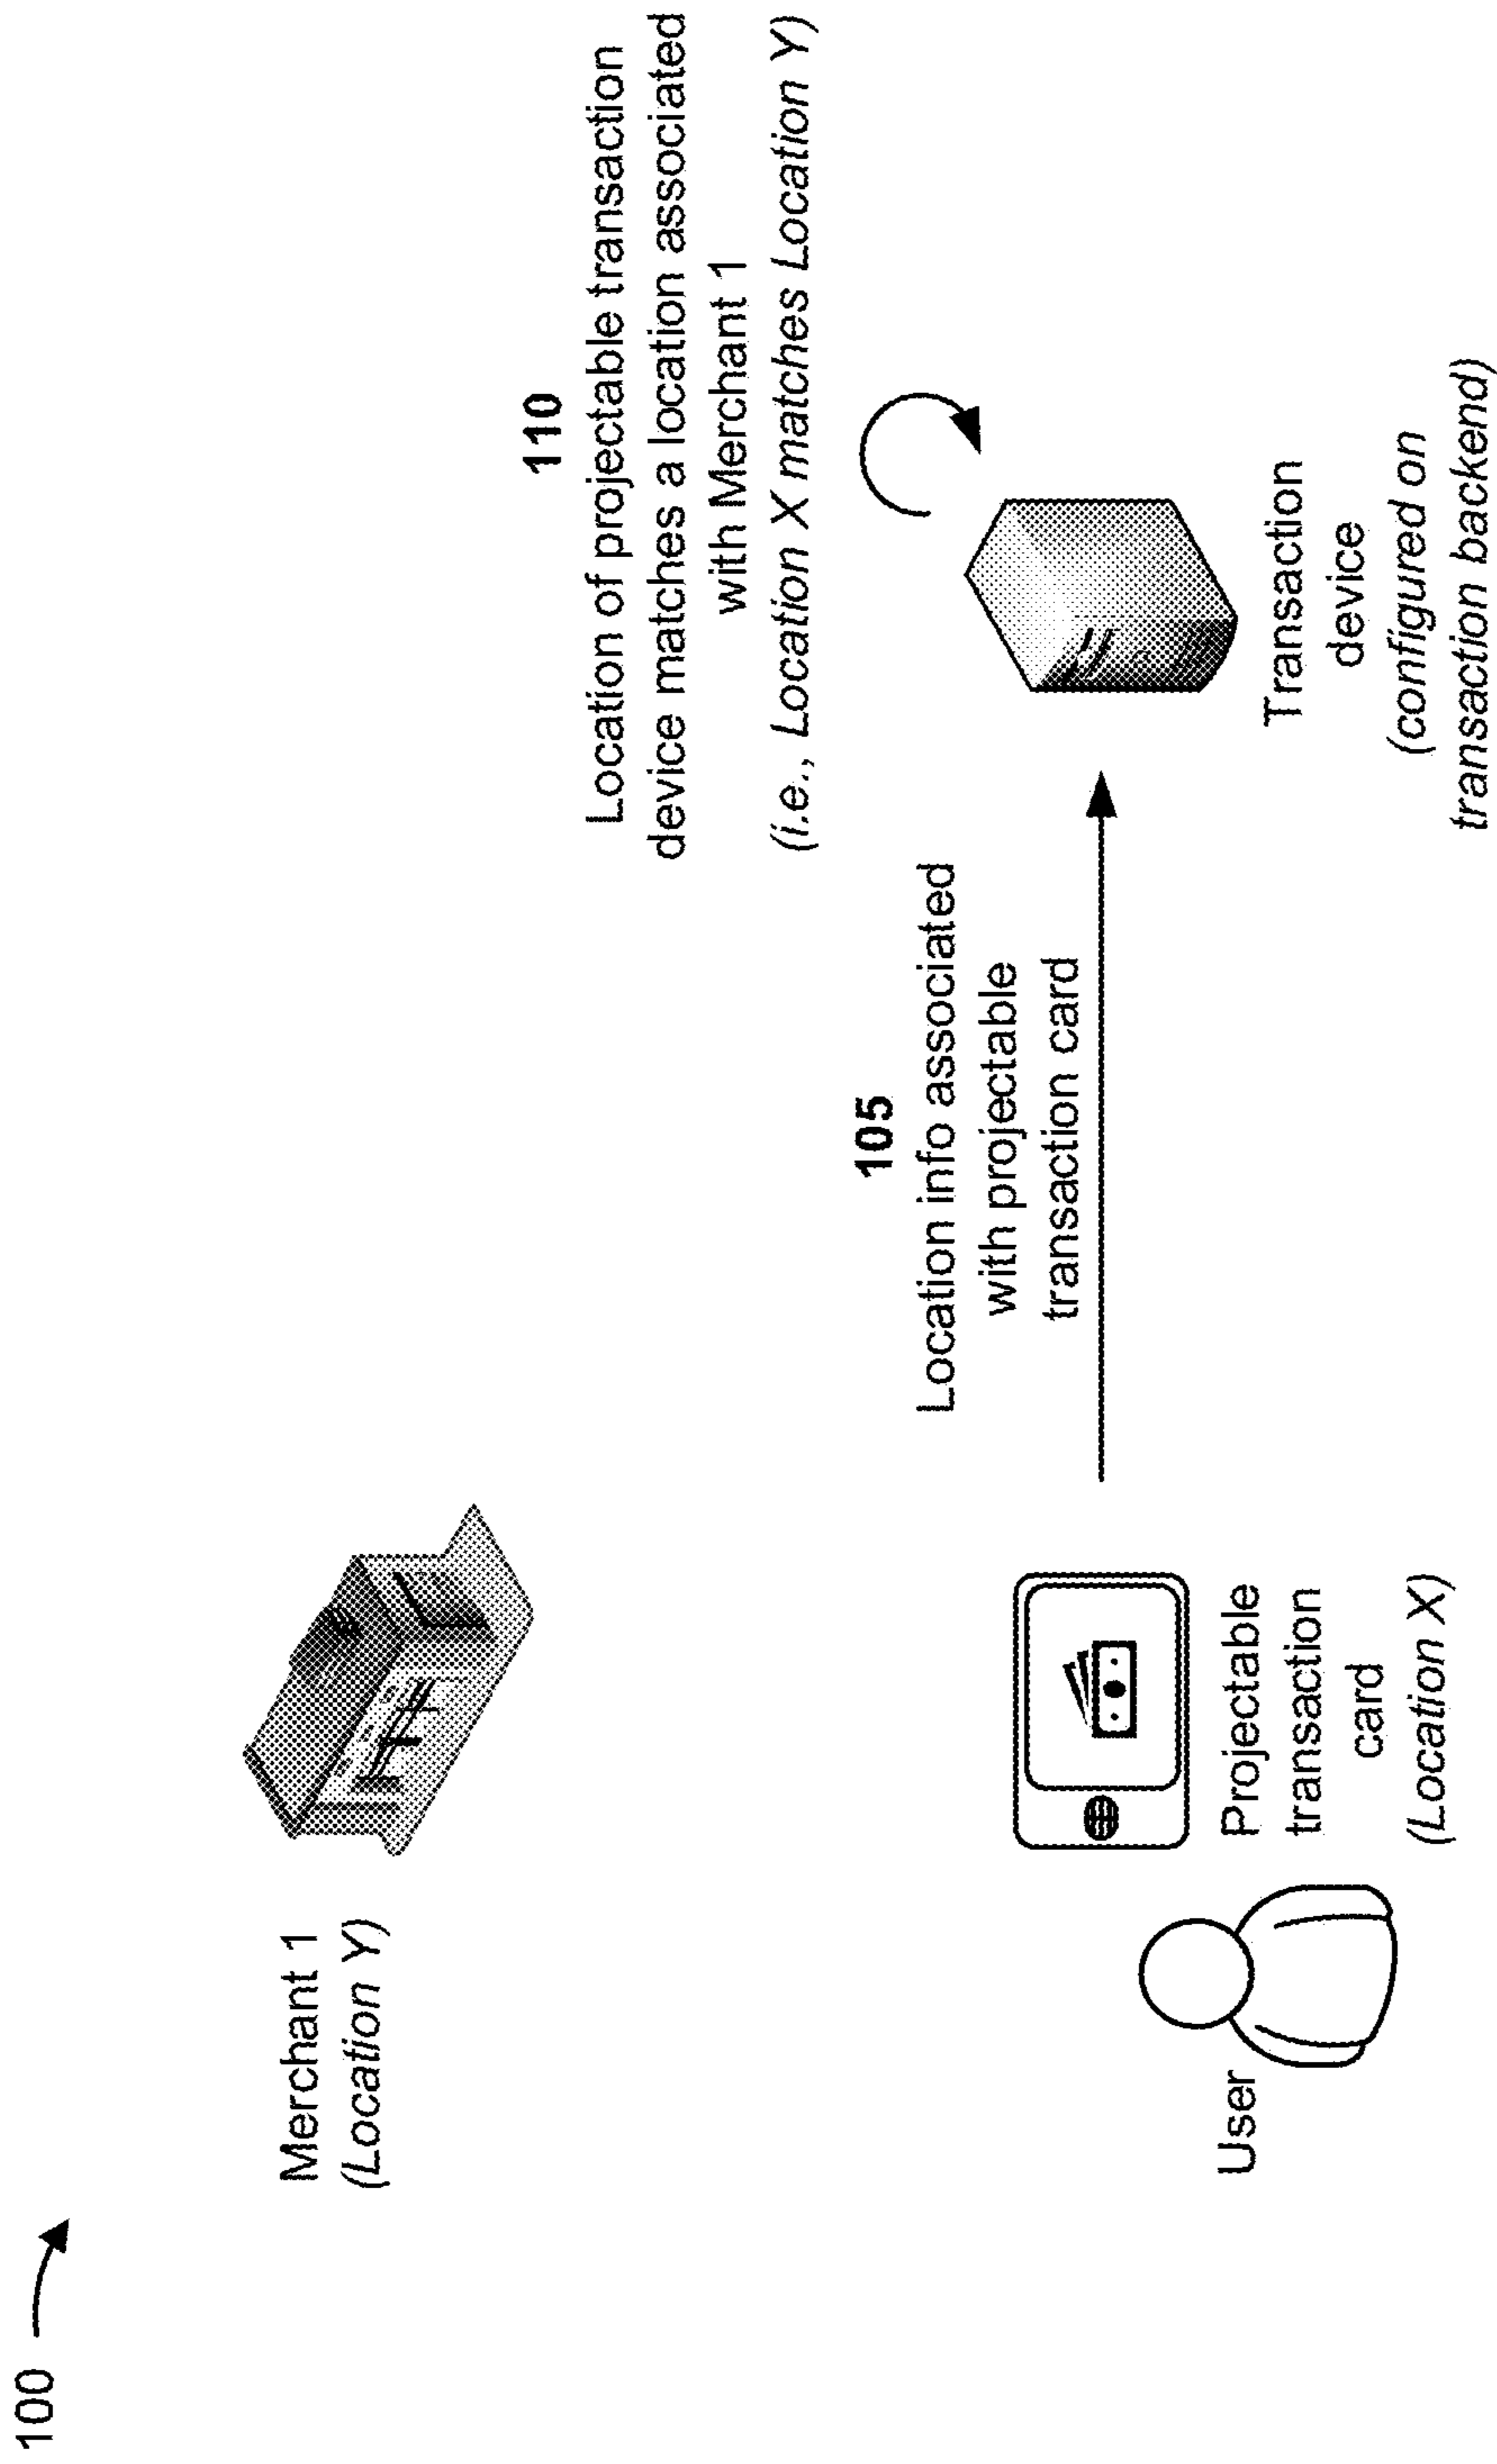 100
Merchant 1
(Location Y)
110
Location of projectable transaction
device matches a location associated
with Merchant 1
(i.e., Location X matches Location Y)
105
Location info associated
with projectable
transaction card
User
Projectable
transaction
card
(Location X)
Transaction
device
(configured on
transaction backend)